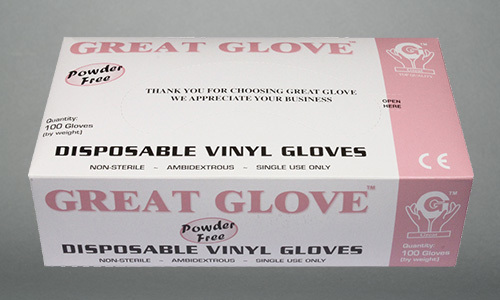 GREAT GLOVE™
Powder
Free
THANK YOU FOR CHOOSING GREAT GLOVE
WE APPRECIATE YOUR BUSINESS
OPEN
HERE
Quantity:
100 Gloves
(by weight)
DISPOSABLE VINYL GLOVES
NON-STERILE ~ AMBIDEXTROUS ~ SINGLE USE ONLY
CE
GREAT GLOVE™
Powder
Free
DISPOSABLE VINYL GLOVES
NON-STERILE ~ AMBIDEXTROUS ~ SINGLE USE ONLY
TM
Quantity:
100 Gloves
(by weight)